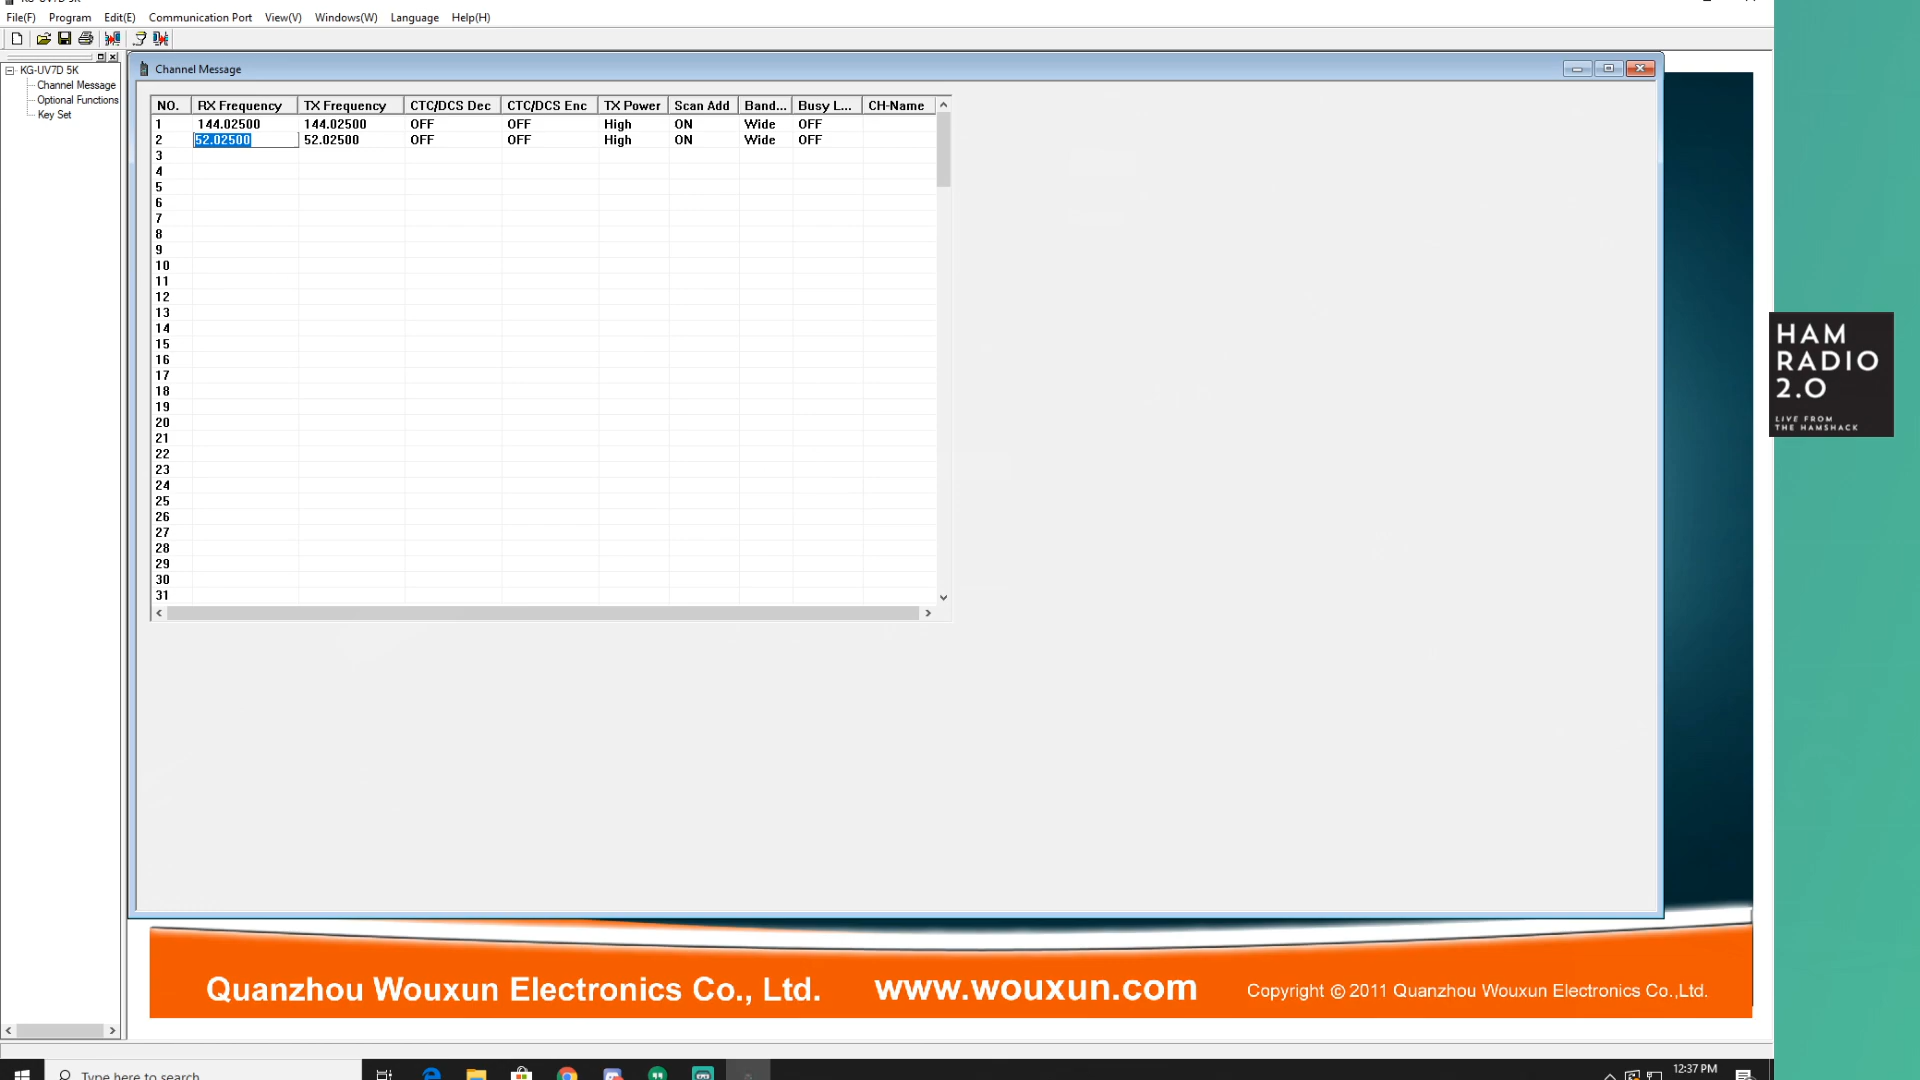 KG-UV7D 5K
File(F) Program Edit(E) Communication Port View(V) Windows(W) Language Help(H)
KG-UV7D 5K
Channel Message
Optional Functions
Key Set
Channel Message
NO. RX Frequency TX Frequency CTC/DCS Dec CTC/DCS Enc TX Power Scan Add Band... Busy L... CH-Name
1 144.02500 144.02500 OFF OFF High ON Wide OFF
2 52.02500 52.02500 OFF OFF High ON Wide OFF
3
4
5
6
7
8
9
10
11
12
13
14
15
16
17
18
19
20
21
22
23
24
25
26
27
28
29
30
31
HAM
RADIO
2.0
LIVE FROM
THE HAMSHACK
Quanzhou Wouxun Electronics Co., Ltd. www.wouxun.com Copyright © 2011 Quanzhou Wouxun Electronics Co.,Ltd.
Type here to search
12:37 PM